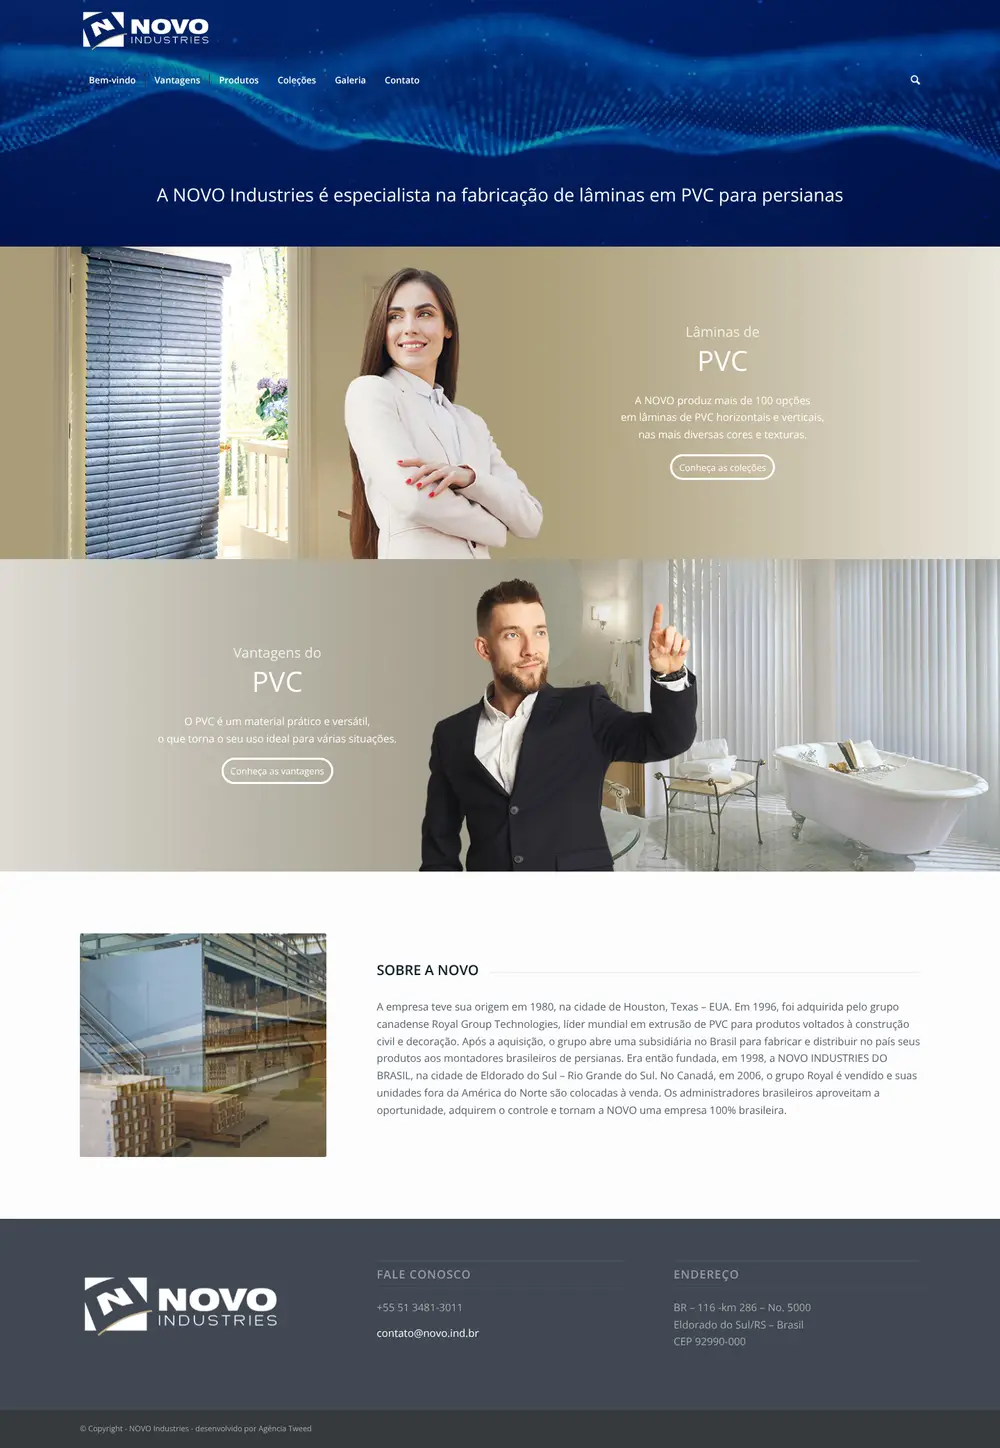 NOVO
INDUSTRIES
Bem-vindo Vantagens Produtos Coleções Galeria Contato
A NOVO Industries é especialista na fabricação de lâminas em PVC para persianas
Lâminas de
PVC
A NOVO produz mais de 100 opções
em lâminas de PVC horizontais e verticais,
nas mais diversas cores e texturas.
Conheça as coleções
Vantagens do
PVC
O PVC é um material prático e versátil,
o que torna o seu uso ideal para várias situações.
Conheça as vantagens
SOBRE A NOVO
A empresa teve sua origem em 1980, na cidade de Houston, Texas – EUA. Em 1996, foi adquirida pelo grupo
canadense Royal Group Technologies, líder mundial em extrusão de PVC para produtos voltados à construção
civil e decoração. Após a aquisição, o grupo abre uma subsidiária no Brasil para fabricar e distribuir no país seus
produtos aos montadores brasileiros de persianas. Era então fundada, em 1998, a NOVO INDUSTRIES DO
BRASIL, na cidade de Eldorado do Sul – Rio Grande do Sul. No Canadá, em 2006, o grupo Royal é vendido e suas
unidades fora da América do Norte são colocadas à venda. Os administradores brasileiros aproveitam a
oportunidade, adquirem o controle e tornam a NOVO uma empresa 100% brasileira.
NOVO
INDUSTRIES
FALE CONOSCO
+55 51 3481-3011
contato@novo.ind.br
ENDEREÇO
BR – 116 -km 286 – No. 5000
Eldorado do Sul/RS – Brasil
CEP 92990-000
© Copyright - NOVO Industries - desenvolvido por Agência Tweed